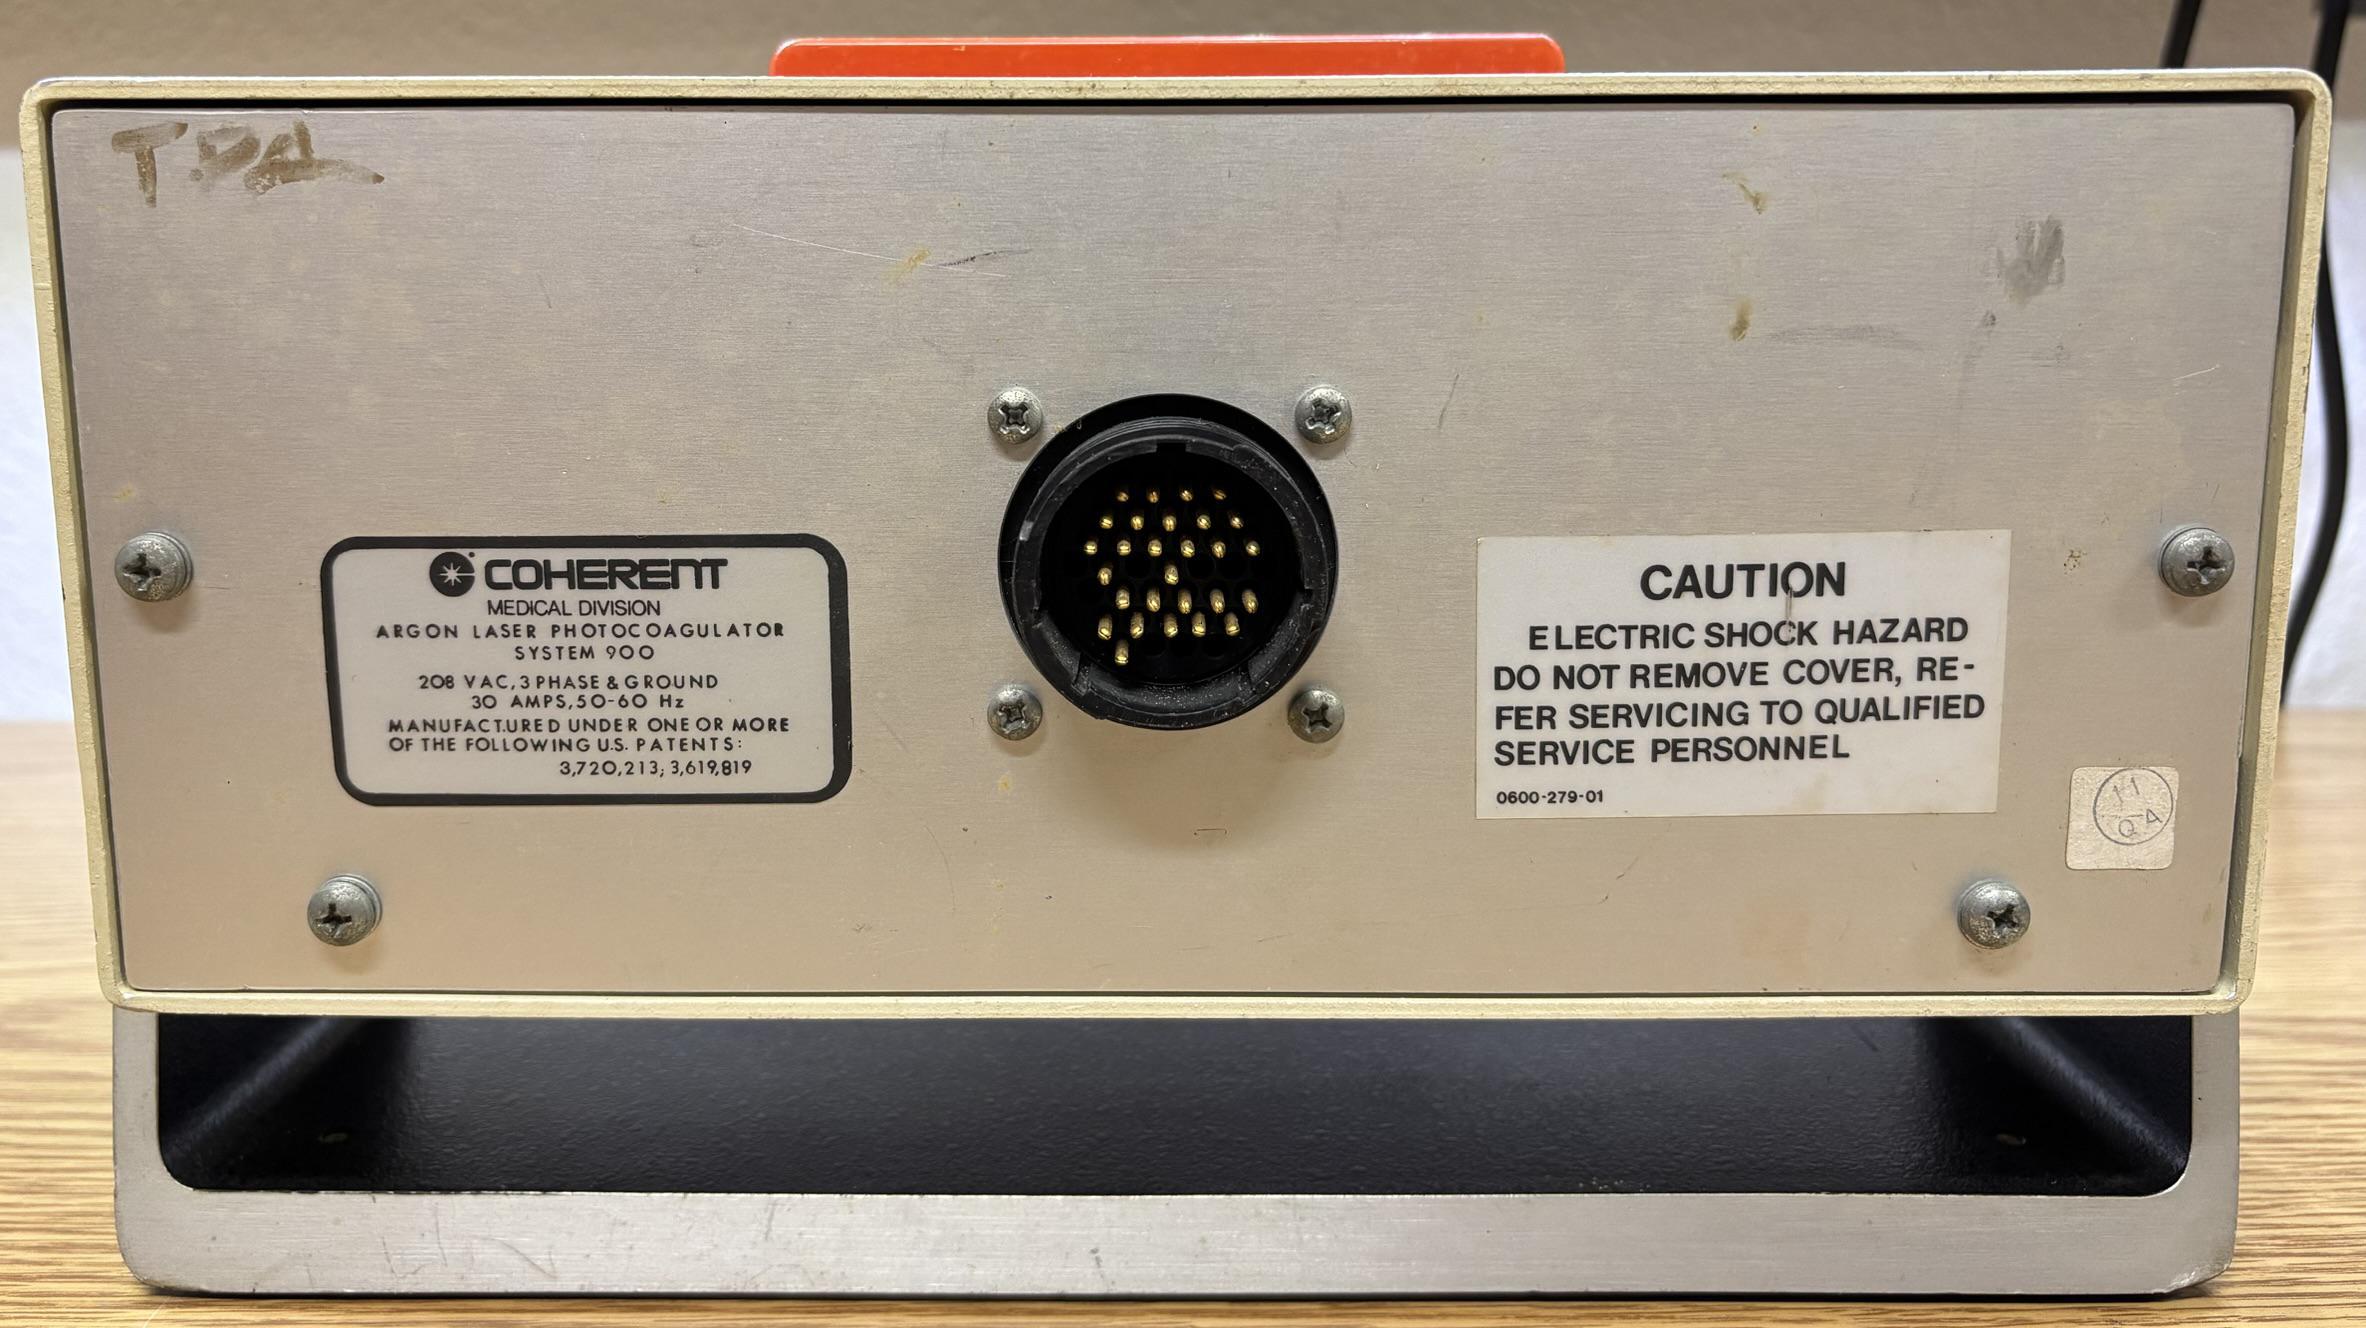 TPA
COHERENT
MEDICAL DIVISION
ARGON LASER PHOTOCOAGULATOR
SYSTEM 900
208 VAC, 3 PHASE & GROUND
30 AMPS, 50-60 Hz
MANUFACTURED UNDER ONE OR MORE
OF THE FOLLOWING U.S. PATENTS:
3,720,213; 3,619,819
CAUTION
ELECTRIC SHOCK HAZARD
DO NOT REMOVE COVER, RE-
FER SERVICING TO QUALIFIED
SERVICE PERSONNEL
0600-279-01
11
QA